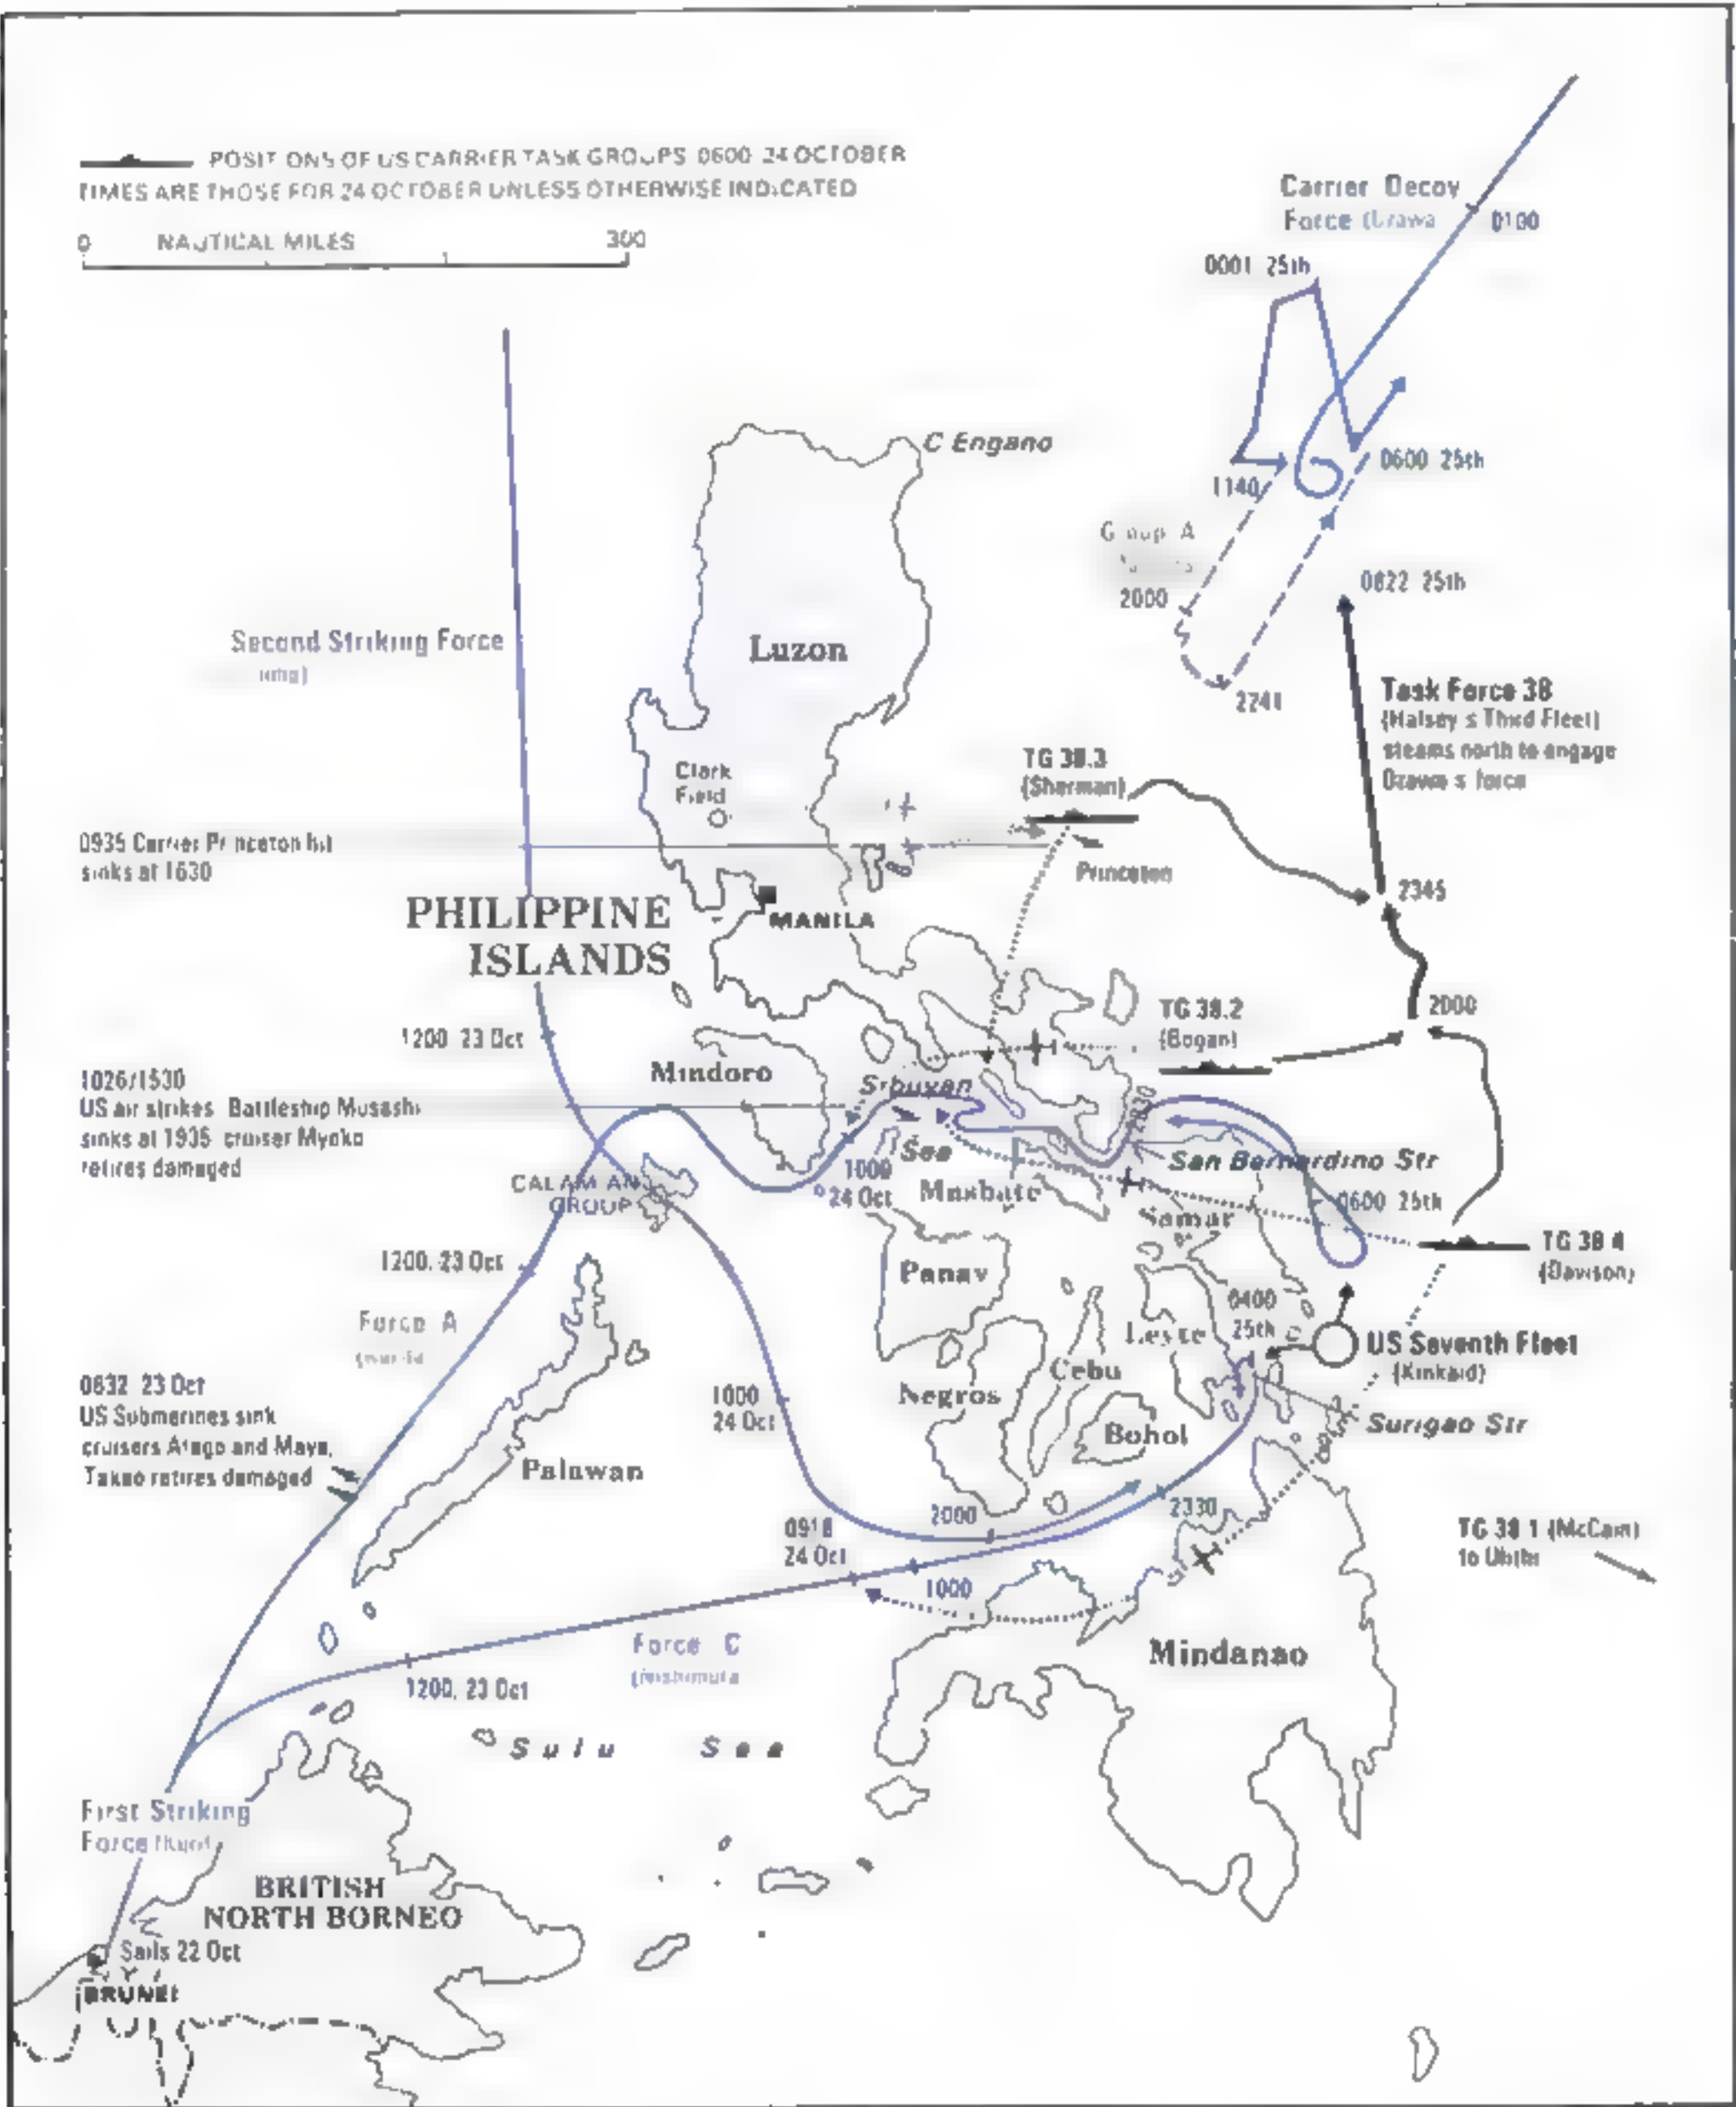 POSIT ONS OF US CARRIER TASK GROUPS 0600 24 OCTOBER
TIMES ARE THOSE FOR 24 OCTOBER UNLESS OTHERWISE INDICATED
0 NAUTICAL MILES 300
Carrier Decoy
Force
0100
0001 25th
C Engano
0600 25th
1140
A
2000
0822 25th
2241
Second Striking Force
Luzon
Task Force 38
(Halsey s Third Fleet)
steams north to engage
Ozawa s force
TG 38.3
(Sherman)
Clark
Field
0935 Carrier Pr nceton hit
sinks at 1630
Princeton
2345
PHILIPPINE
ISLANDS
MANILA
2000
TG 38.2
(Bogan)
1200 23 Oct
Mindoro
Sibuyan
Sea
1026/1530
US air strikes Battleship Musashi
sinks at 1935 cruiser Myoko
retires damaged
San Bernardino Str
1000
24 Oct
CALAMIAN
GROUP
Masbate
0600 25th
Samar
TG 38 4
(Davison)
1200, 23 Oct
Panay
Force A
0400
25th
Leyte
US Seventh Fleet
(Kinkaid)
Cebu
0632 23 Oct
US Submarines sink
cruisers Atago and Maya,
Takao retires damaged
1000
24 Oct
Negros
Bohol
Surigao Str
Palawan
2000
2330
0918
24 Oct
TG 38 1 (McCain)
to Ulithi
1000
Force C
Mindanao
1200, 23 Oct
Sulu Sea
First Striking
Force
BRITISH
NORTH BORNEO
Sails 22 Oct
BRUNEI